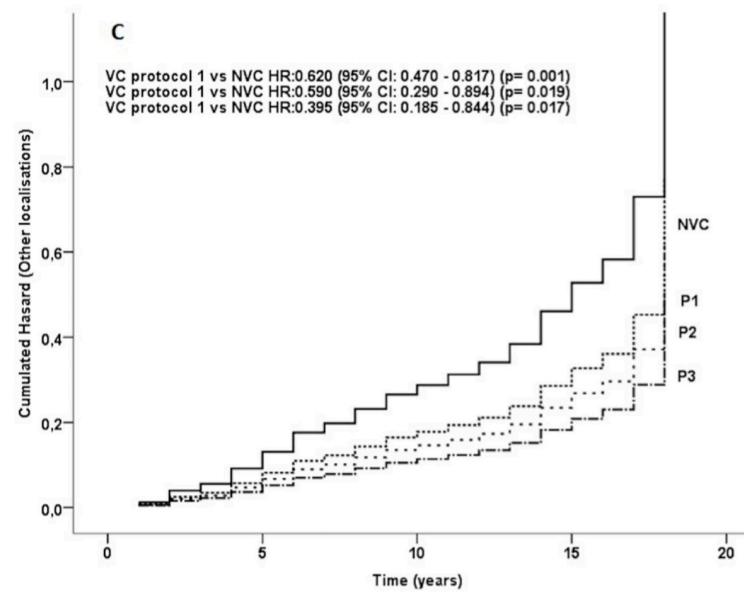 C
VC protocol 1 vs NVC HR:0.620 (95% CI: 0.470 - 0.817) (p= 0.001)
VC protocol 1 vs NVC HR:0.590 (95% CI: 0.290 - 0.894) (p= 0.019)
VC protocol 1 vs NVC HR:0.395 (95% CI: 0.185 - 0.844) (p= 0.017)
Cumulated Hasard (Other localisations)
1,0
0,8
0,6
0,4
0,2
0,0
NVC
P1
P2
P3
0
5
10
15
20
Time (years)